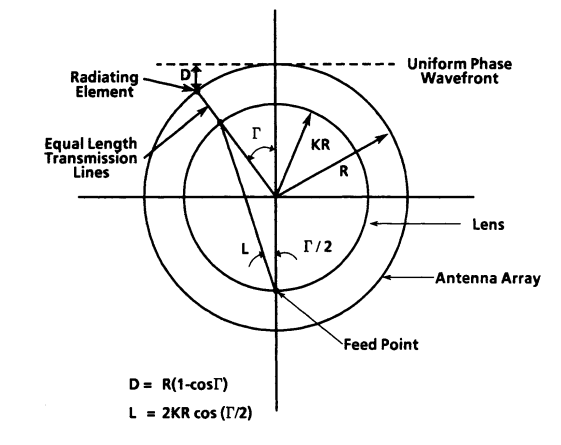 Uniform Phase
Wavefront
D
Radiating
Element
Equal Length
Transmission
Lines
Γ
KR
R
L
Γ/2
Lens
Antenna Array
Feed Point
D = R(1-cosΓ)
L = 2KR cos (Γ/2)